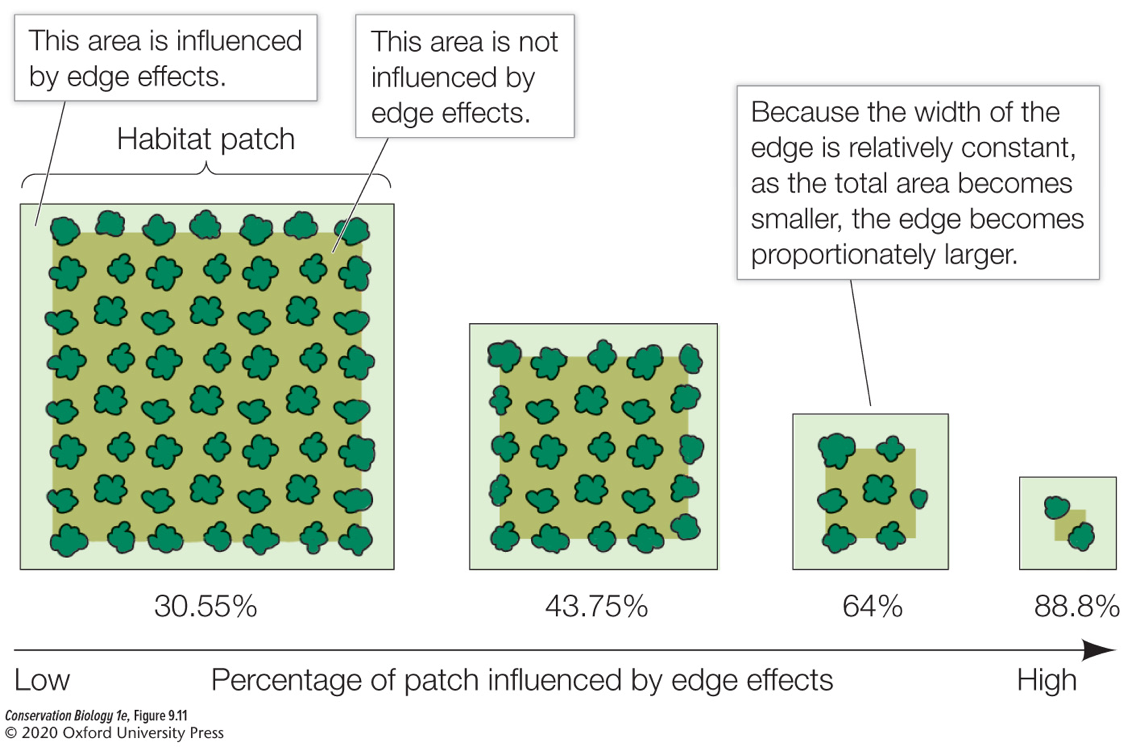 This area is influenced
by edge effects.
This area is not
influenced by
edge effects.
Habitat patch
Because the width of the
edge is relatively constant,
as the total area becomes
smaller, the edge becomes
proportionately larger.
30.55%
43.75%
64%
88.8%
Low
Percentage of patch influenced by edge effects
High
Conservation Biology 1e, Figure 9.11
© 2020 Oxford University Press